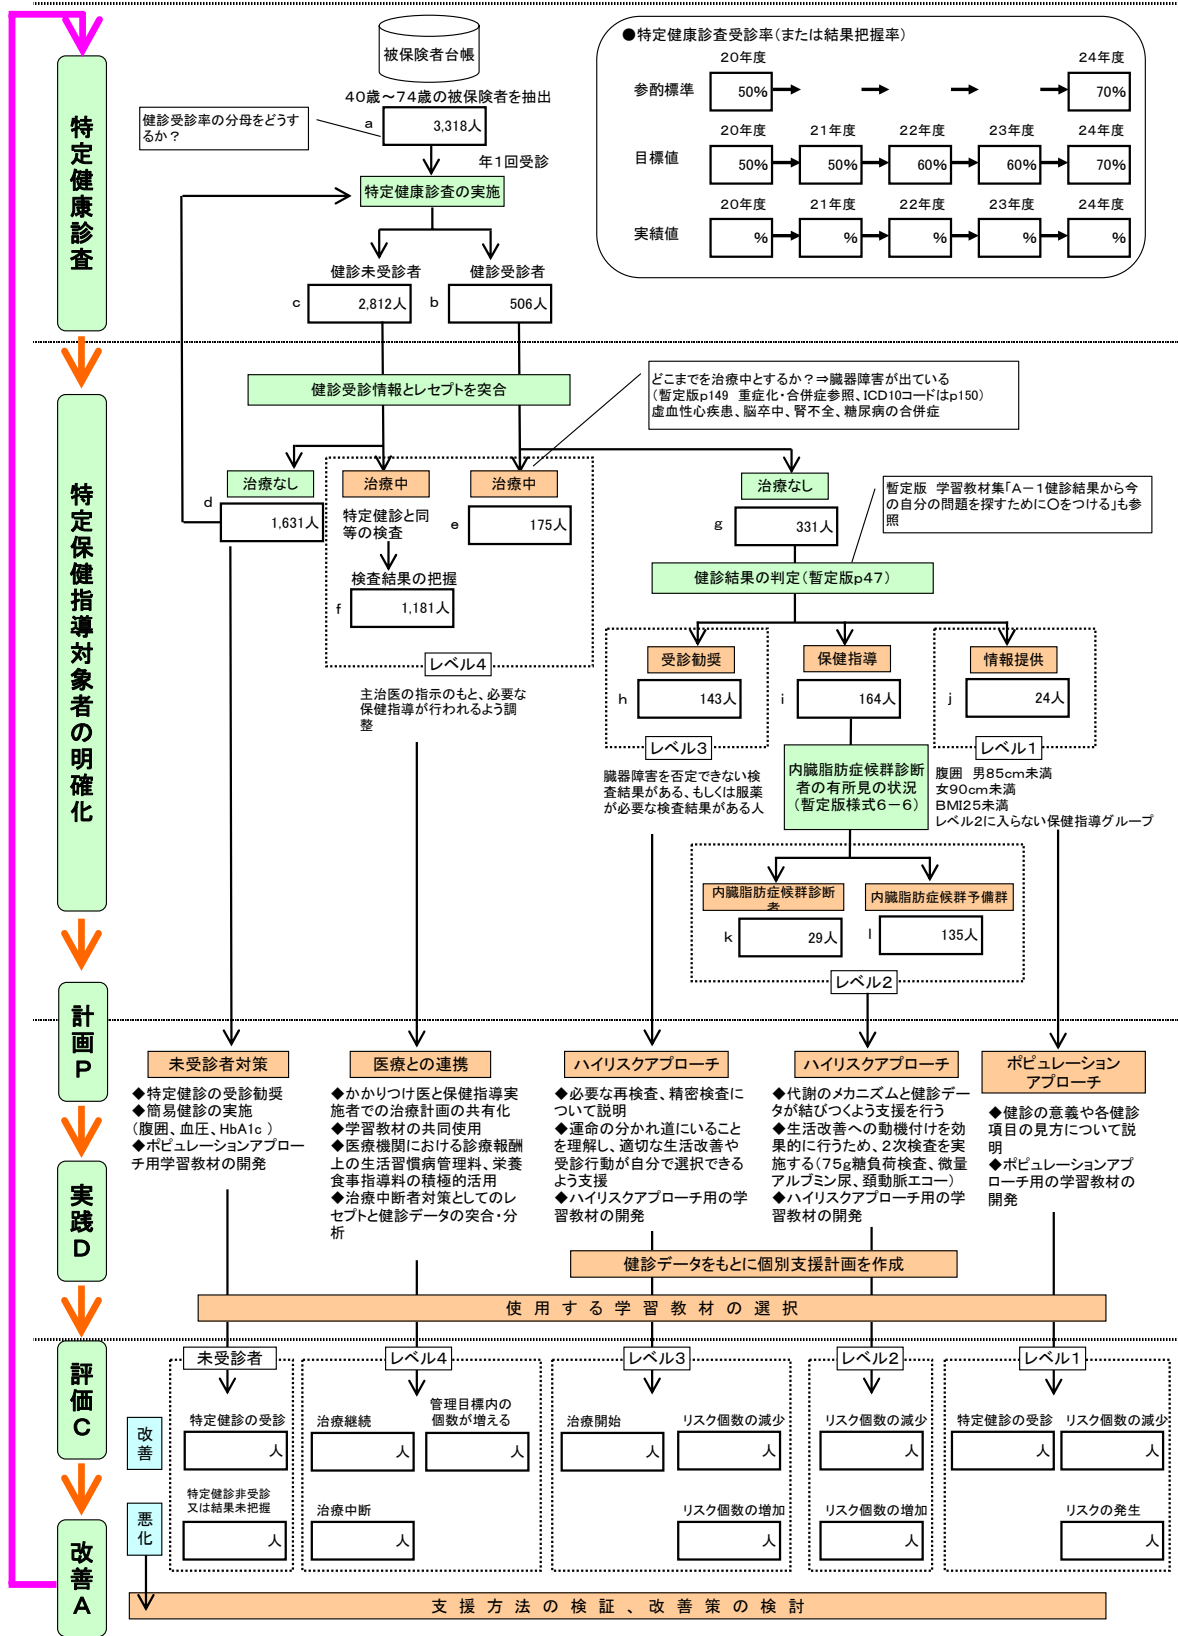 特定健康診査
特定保健指導対象者の明確化
計画P
実践D
評価C
改善A
被保険者台帳
40歳～74歳の被保険者を抽出
健診受診率の分母をどうす
るか？
a
3,318人
年1回受診
特定健康診査の実施
健診未受診者
健診受診者
c
2,812人
b
506人
●特定健康診査受診率(または結果把握率)
20年度
24年度
参酌標準
50%
70%
20年度
21年度
22年度
23年度
24年度
目標値
50%
50%
60%
60%
70%
20年度
21年度
22年度
23年度
24年度
実績値
%
%
%
%
%
健診受診情報とレセプトを突合
どこまでを治療中とするか？⇒臓器障害が出ている
(暫定版p149　重症化・合併症参照、ICD10コードはp150)
虚血性心疾患、脳卒中、腎不全、糖尿病の合併症
治療なし
治療中
治療中
治療なし
d
1,631人
特定健診と同
等の検査
e
175人
g
331人
暫定版　学習教材集「A－1健診結果から今
の自分の問題を探すために○をつける」も参
照
検査結果の把握
f
1,181人
健診結果の判定(暫定版p47)
レベル4
主治医の指示のもと、必要な
保健指導が行われるよう調
整
受診勧奨
保健指導
情報提供
h
143人
i
164人
j
24人
レベル3
レベル1
臓器障害を否定できない検
査結果がある、もしくは服薬
が必要な検査結果がある人
内臓脂肪症候群診断
者の有所見の状況
(暫定版様式6－6)
腹囲　男85cm未満
女90cm未満
BMI25未満
レベル2に入らない保健指導グループ
内臓脂肪症候群診断
者
内臓脂肪症候群予備群
k
29人
l
135人
レベル2
未受診者対策
医療との連携
ハイリスクアプローチ
ハイリスクアプローチ
ポピュレーション
アプローチ
◆特定健診の受診勧奨
◆簡易健診の実施
(腹囲、血圧、HbA1c )
◆ポピュレーションアプロー
チ用学習教材の開発
◆かかりつけ医と保健指導実
施者での治療計画の共有化
◆学習教材の共同使用
◆医療機関における診療報酬
上の生活習慣病管理料、栄養
食事指導料の積極的活用
◆治療中断者対策としてのレ
セプトと健診データの突合・分
析
◆必要な再検査、精密検査に
ついて説明
◆運命の分かれ道にいること
を理解し、適切な生活改善や
受診行動が自分で選択できる
よう支援
◆ハイリスクアプローチ用の学
習教材の開発
◆代謝のメカニズムと健診デー
タが結びつくよう支援を行う
◆生活改善への動機付けを効
果的に行うため、2次検査を実
施する(75g糖負荷検査、微量
アルブミン尿、頚動脈エコー)
◆ハイリスクアプローチ用の学
習教材の開発
◆健診の意義や各健診
項目の見方について説
明
◆ポピュレーションアプ
ローチ用の学習教材の
開発
健診データをもとに個別支援計画を作成
使用する学習教材の選択
未受診者
レベル4
レベル3
レベル2
レベル1
改善
特定健診の受診
人
治療継続
人
管理目標内の
個数が増える
人
治療開始
人
リスク個数の減少
人
リスク個数の減少
人
特定健診の受診
人
リスク個数の減少
人
悪化
特定健診非受診
又は結果未把握
人
治療中断
人
リスク個数の増加
人
リスク個数の増加
人
リスクの発生
人
支援方法の検証、改善策の検討